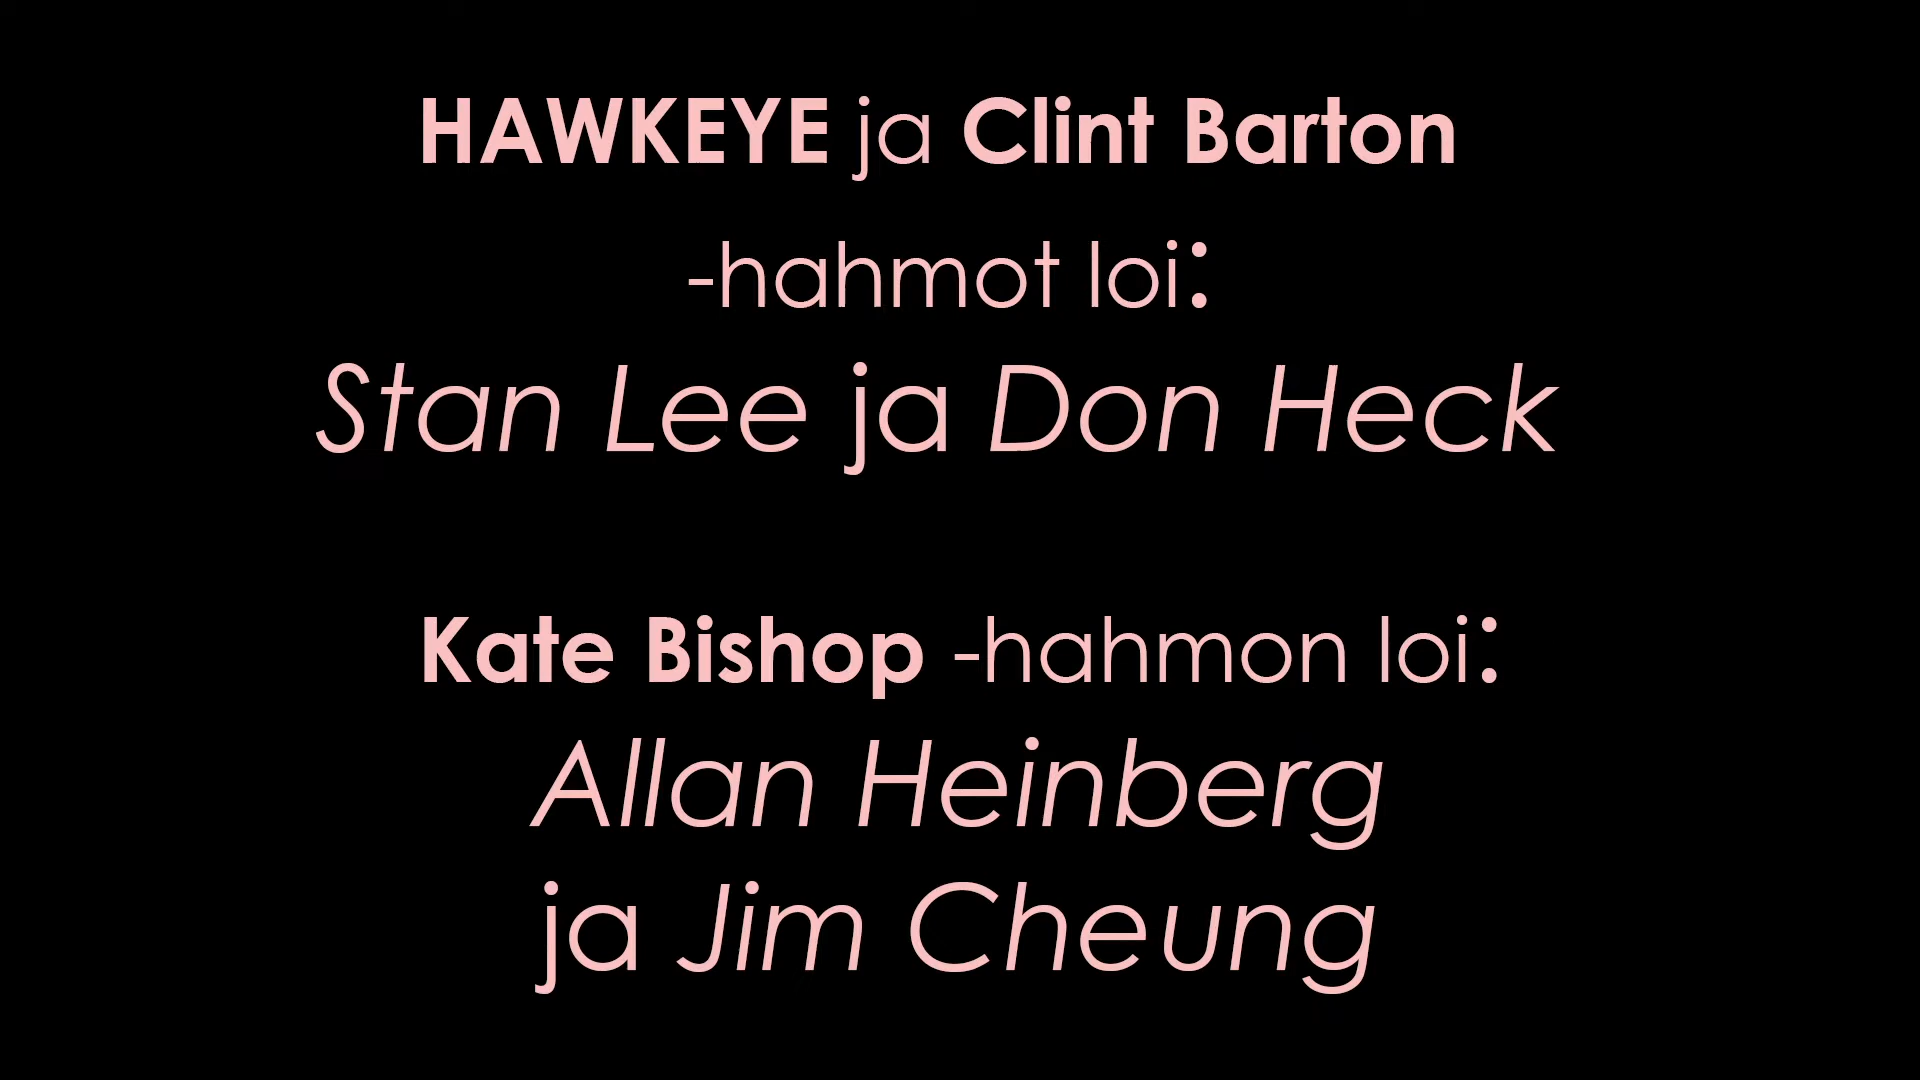 HAWKEYE ja Clint Barton
-hahmot loi:
Stan Lee ja Don Heck
Kate Bishop -hahmon loi:
Allan Heinberg
ja Jim Cheung